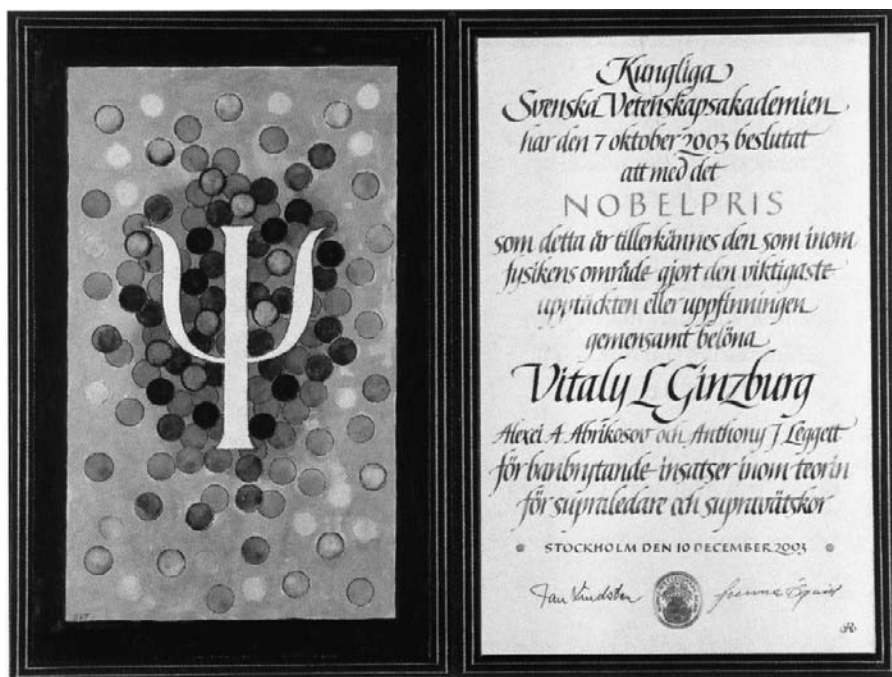 Ψ
Kungliga
Svenska Vetenskapsakademien
har den 7 oktober 2003 beslutat
att med det
NOBELPRIS
som detta år tillerkännes den som inom
fysikens område gjort den viktigaste
upptäckten eller uppfinningen
gemensamt belöna
Vitaly L Ginzburg
Alexei A Abrikosov och Anthony J Leggett
för banbrytande insatser inom teorin
för supraledare och supravätskor
STOCKHOLM DEN 10 DECEMBER 2003
Jan Lindsten